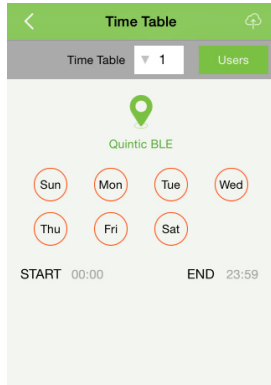 Time Table
Time Table 1 Users
Quintic BLE
Sun Mon Tue Wed
Thu Fri Sat
START 00:00 END 23:59